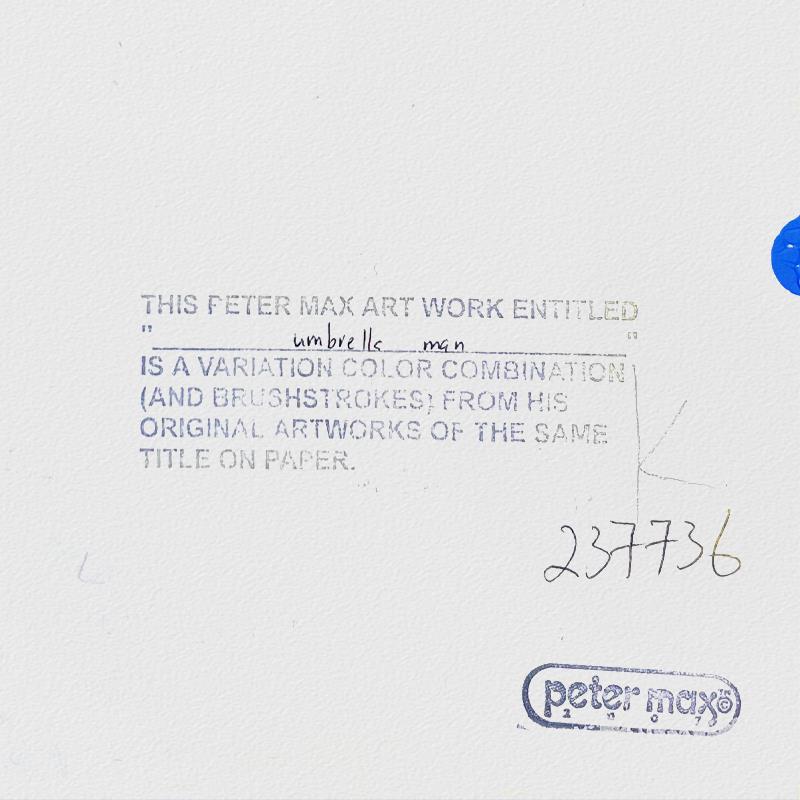 THIS PETER MAX ART WORK ENTITLED
" umbrella man "
IS A VARIATION COLOR COMBINATION
(AND BRUSHSTROKES) FROM HIS
ORIGINAL ARTWORKS OF THE SAME
TITLE ON PAPER.
K
237736
peter max ©
2007